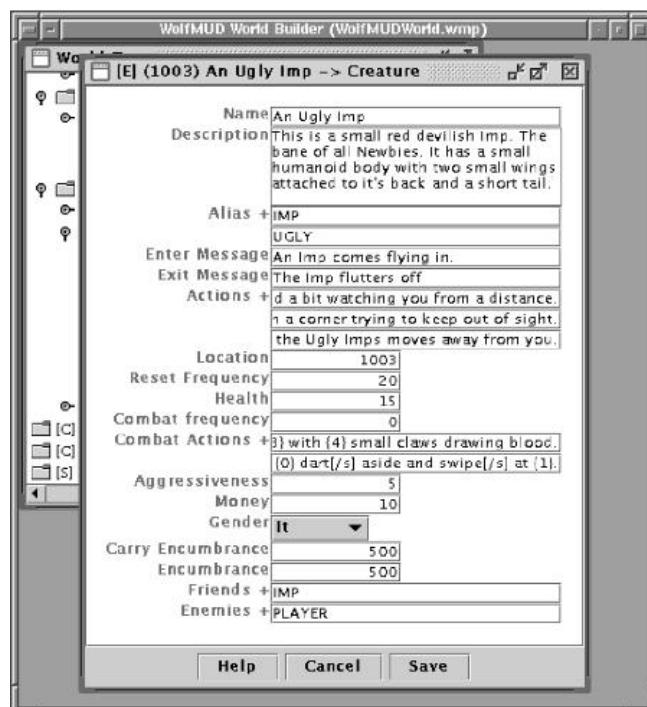 WolfMUD World Builder (WolfMUDWorld.wmp)
Wo
[E] (1003) An Ugly Imp -> Creature
Name An Ugly Imp
Description This is a small red devilish Imp. The
bane of all Newbies. It has a small
humanoid body with two small wings
attached to it's back and a short tail.
Alias + IMP
UGLY
Enter Message An Imp comes flying in.
Exit Message The Imp flutters off
Actions + d a bit watching you from a distance.
n a corner trying to keep out of sight.
the Ugly Imps moves away from you.
Location 1003
Reset Frequency 20
Health 15
Combat frequency 0
Combat Actions + 3} with {4} small claws drawing blood.
{0} dart[/s] aside and swipe[/s] at {1}.
Aggressiveness 5
Money 10
Gender It
Carry Encumbrance 500
Encumbrance 500
Friends + IMP
Enemies + PLAYER
[C]
[C]
[S]
Help Cancel Save